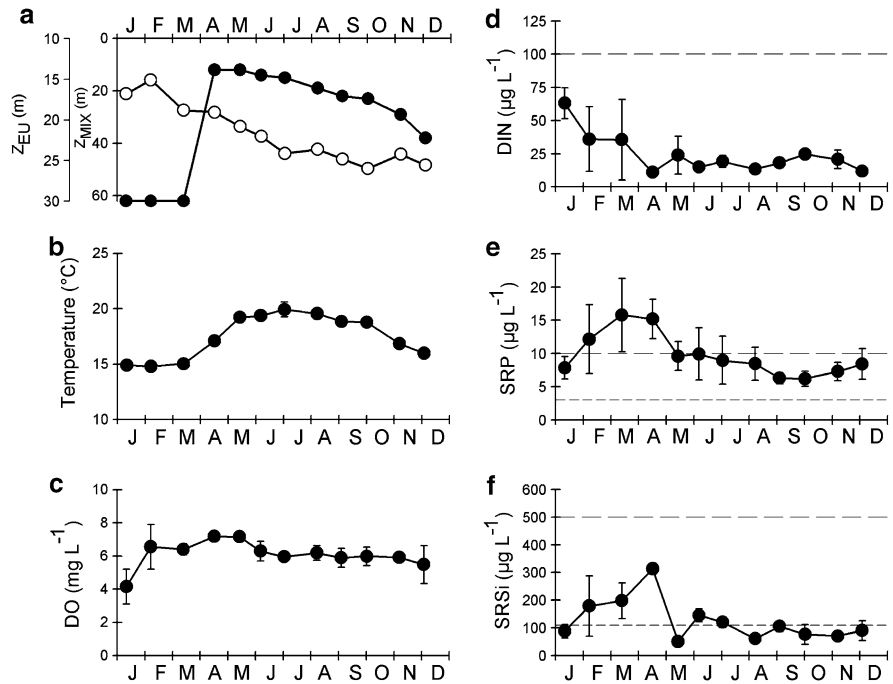 a
J F M A M J J A S O N D
Z_EU (m)
10
15
20
25
30
Z_MIX (m)
0
20
40
60
b
Temperature (°C)
25
20
15
10
J F M A M J J A S O N D
c
DO (mg L⁻¹)
10
8
6
4
2
0
J F M A M J J A S O N D
d
DIN (µg L⁻¹)
125
100
75
50
25
0
J F M A M J J A S O N D
e
SRP (µg L⁻¹)
25
20
15
10
5
0
J F M A M J J A S O N D
f
SRSi (µg L⁻¹)
600
500
400
300
200
100
0
J F M A M J J A S O N D